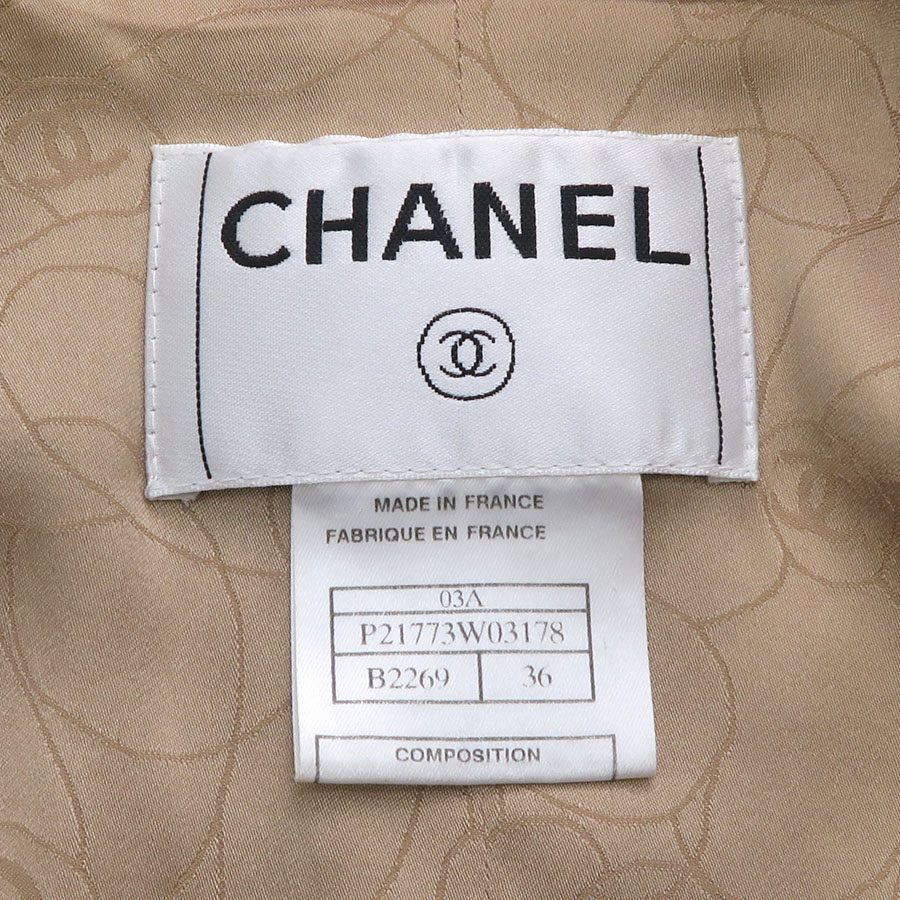 CHANEL
MADE IN FRANCE
FABRIQUE EN FRANCE
03A
P21773W03178
B2269 36
COMPOSITION